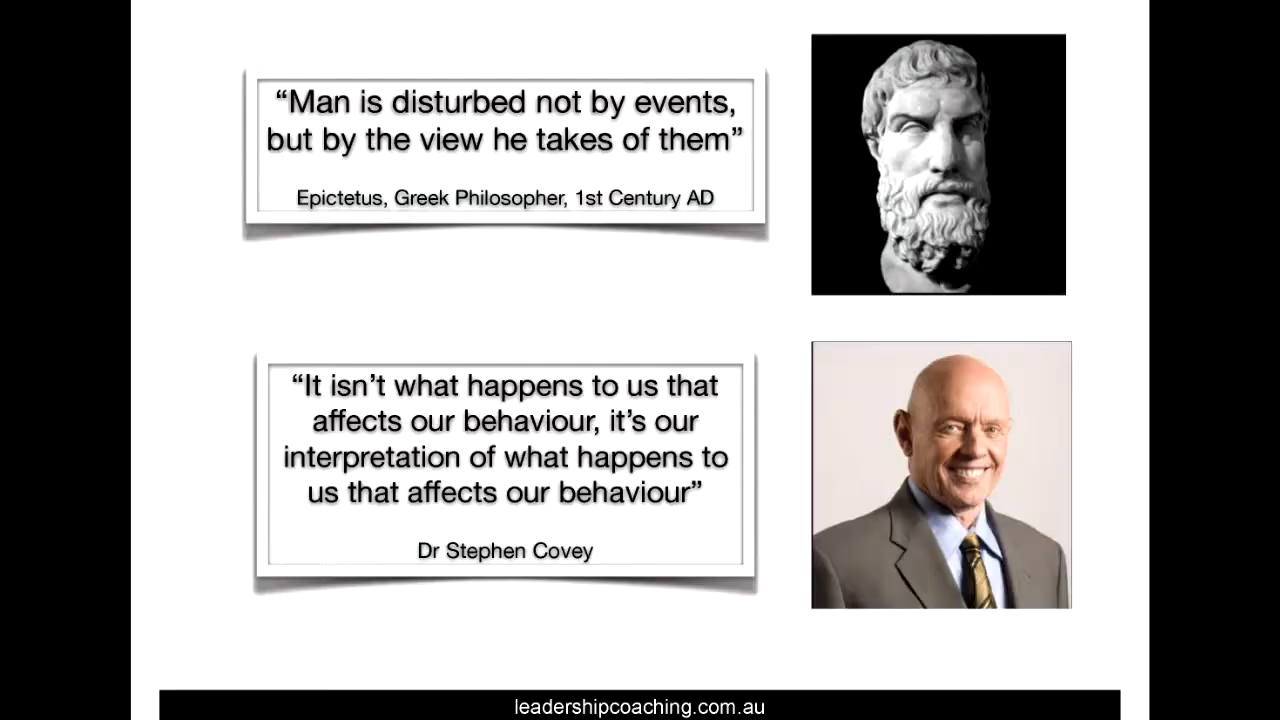 “Man is disturbed not by events,
but by the view he takes of them”
Epictetus, Greek Philosopher, 1st Century AD
“It isn’t what happens to us that
affects our behaviour, it’s our
interpretation of what happens to
us that affects our behaviour”
Dr Stephen Covey
leadershipcoaching.com.au